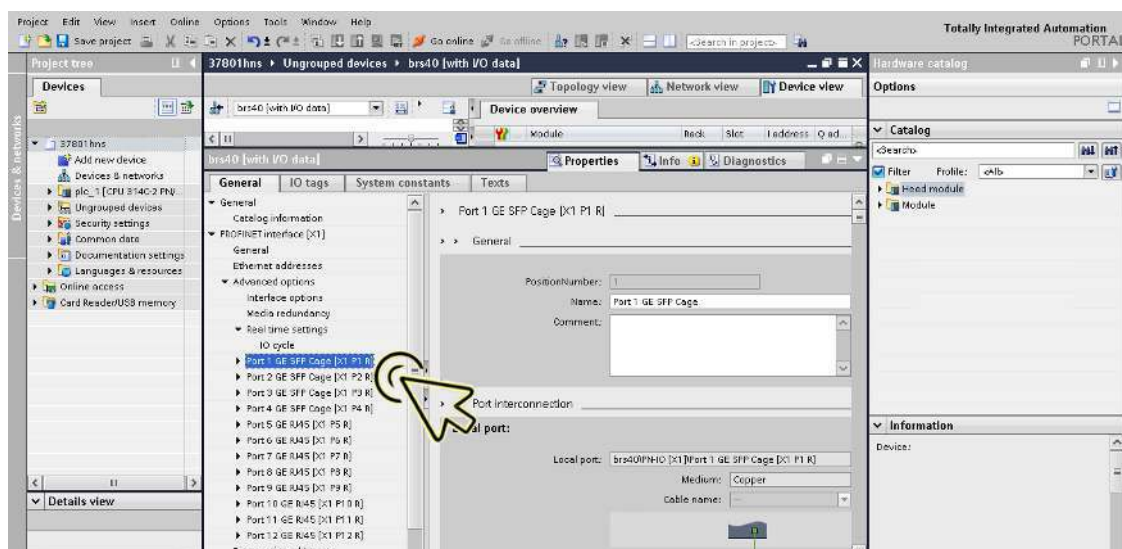 Project Edit View Insert Online Options Tools Window Help
Totally Integrated Automation
PORTAL
Save project
Go online
Go offline
<Search in project>
Project tree
37801hns ▸ Ungrouped devices ▸ brs40 [with I/O data]
Hardware catalog
Devices
Topology view
Network view
Device view
Options
brs40 [with I/O data]
Device overview
Module
Rack
Slot
I address
Q ad...
Catalog
<Search>
Filter
Profile:
<All>
Head module
Module
Devices & networks
37801hns
Add new device
Devices & networks
plc_1 [CPU 314C-2 PN/...
Ungrouped devices
Security settings
Common data
Documentation settings
Languages & resources
Online access
Card Reader/USB memory
Details view
brs40 [with I/O data]
Properties
Info
Diagnostics
General
IO tags
System constants
Texts
General
Catalog information
PROFINET interface [X1]
General
Ethernet addresses
Advanced options
Interface options
Media redundancy
Real time settings
IO cycle
Port 1 GE SFP Cage [X1 P1 R]
Port 2 GE SFP Cage [X1 P2 R]
Port 3 GE SFP Cage [X1 P3 R]
Port 4 GE SFP Cage [X1 P4 R]
Port 5 GE RJ45 [X1 P5 R]
Port 6 GE RJ45 [X1 P6 R]
Port 7 GE RJ45 [X1 P7 R]
Port 8 GE RJ45 [X1 P8 R]
Port 9 GE RJ45 [X1 P9 R]
Port 10 GE RJ45 [X1 P10 R]
Port 11 GE RJ45 [X1 P11 R]
Port 12 GE RJ45 [X1 P12 R]
Port 1 GE SFP Cage [X1 P1 R]
General
PositionNumber: 1
Name: Port 1 GE SFP Cage
Comment:
Port interconnection
port:
Local port: brs40\PN-IO [X1]\Port 1 GE SFP Cage [X1 P1 R]
Medium: Copper
Cable name: ---
Information
Device: